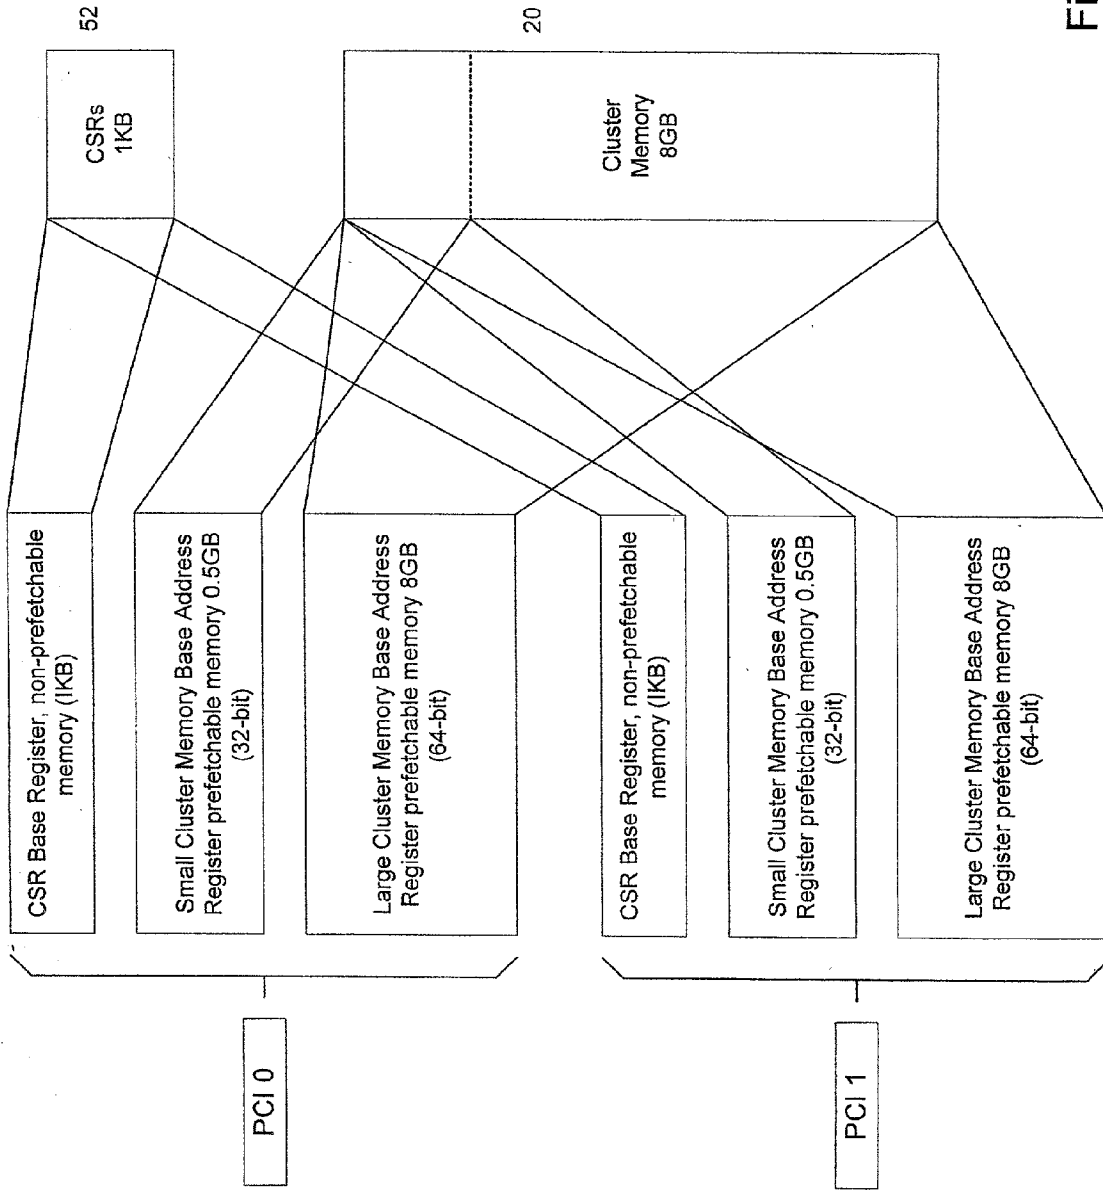 52
CSRs
1KB
20
Cluster
Memory
8GB
CSR Base Register, non-prefetchable
memory (IKB)
Small Cluster Memory Base Address
Register prefetchable memory 0.5GB
(32-bit)
Large Cluster Memory Base Address
Register prefetchable memory 8GB
(64-bit)
CSR Base Register, non-prefetchable
memory (IKB)
Small Cluster Memory Base Address
Register prefetchable memory 0.5GB
(32-bit)
Large Cluster Memory Base Address
Register prefetchable memory 8GB
(64-bit)
PCI 0
PCI 1